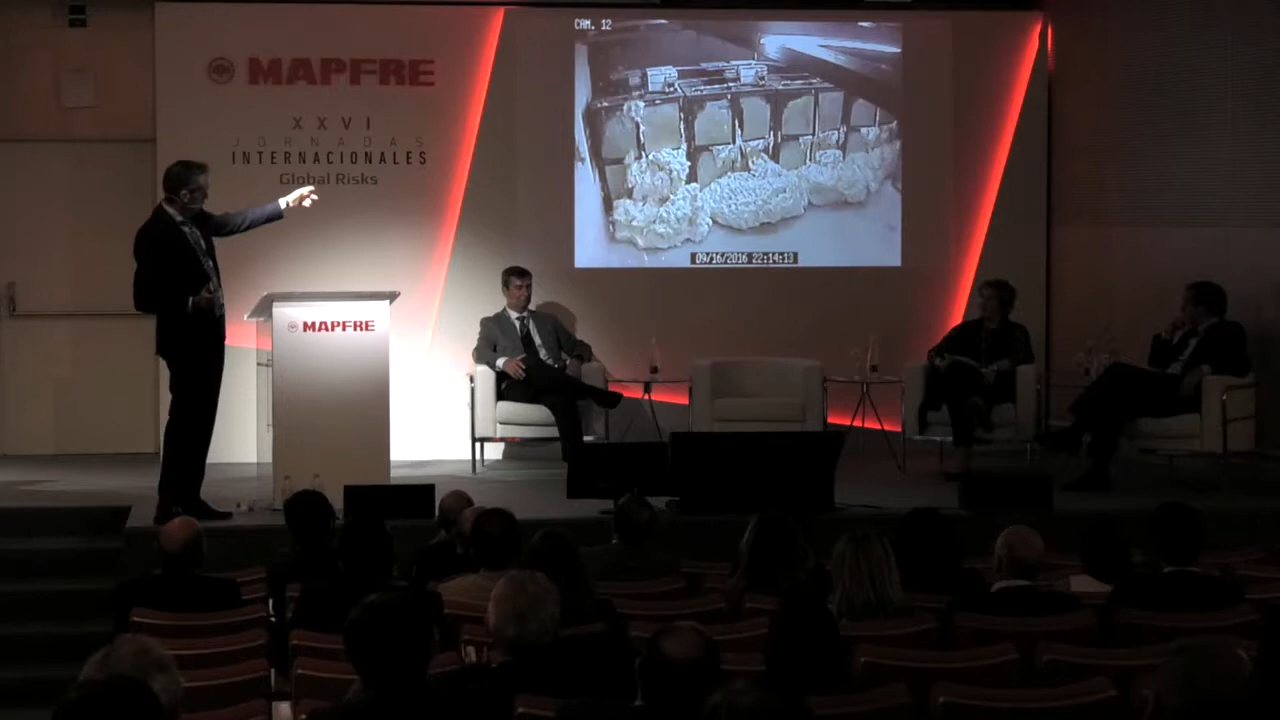 MAPFRE
XXVI
JORNADAS
INTERNACIONALES
Global Risks
CAM. 12
09/16/2016 22:14:13
MAPFRE